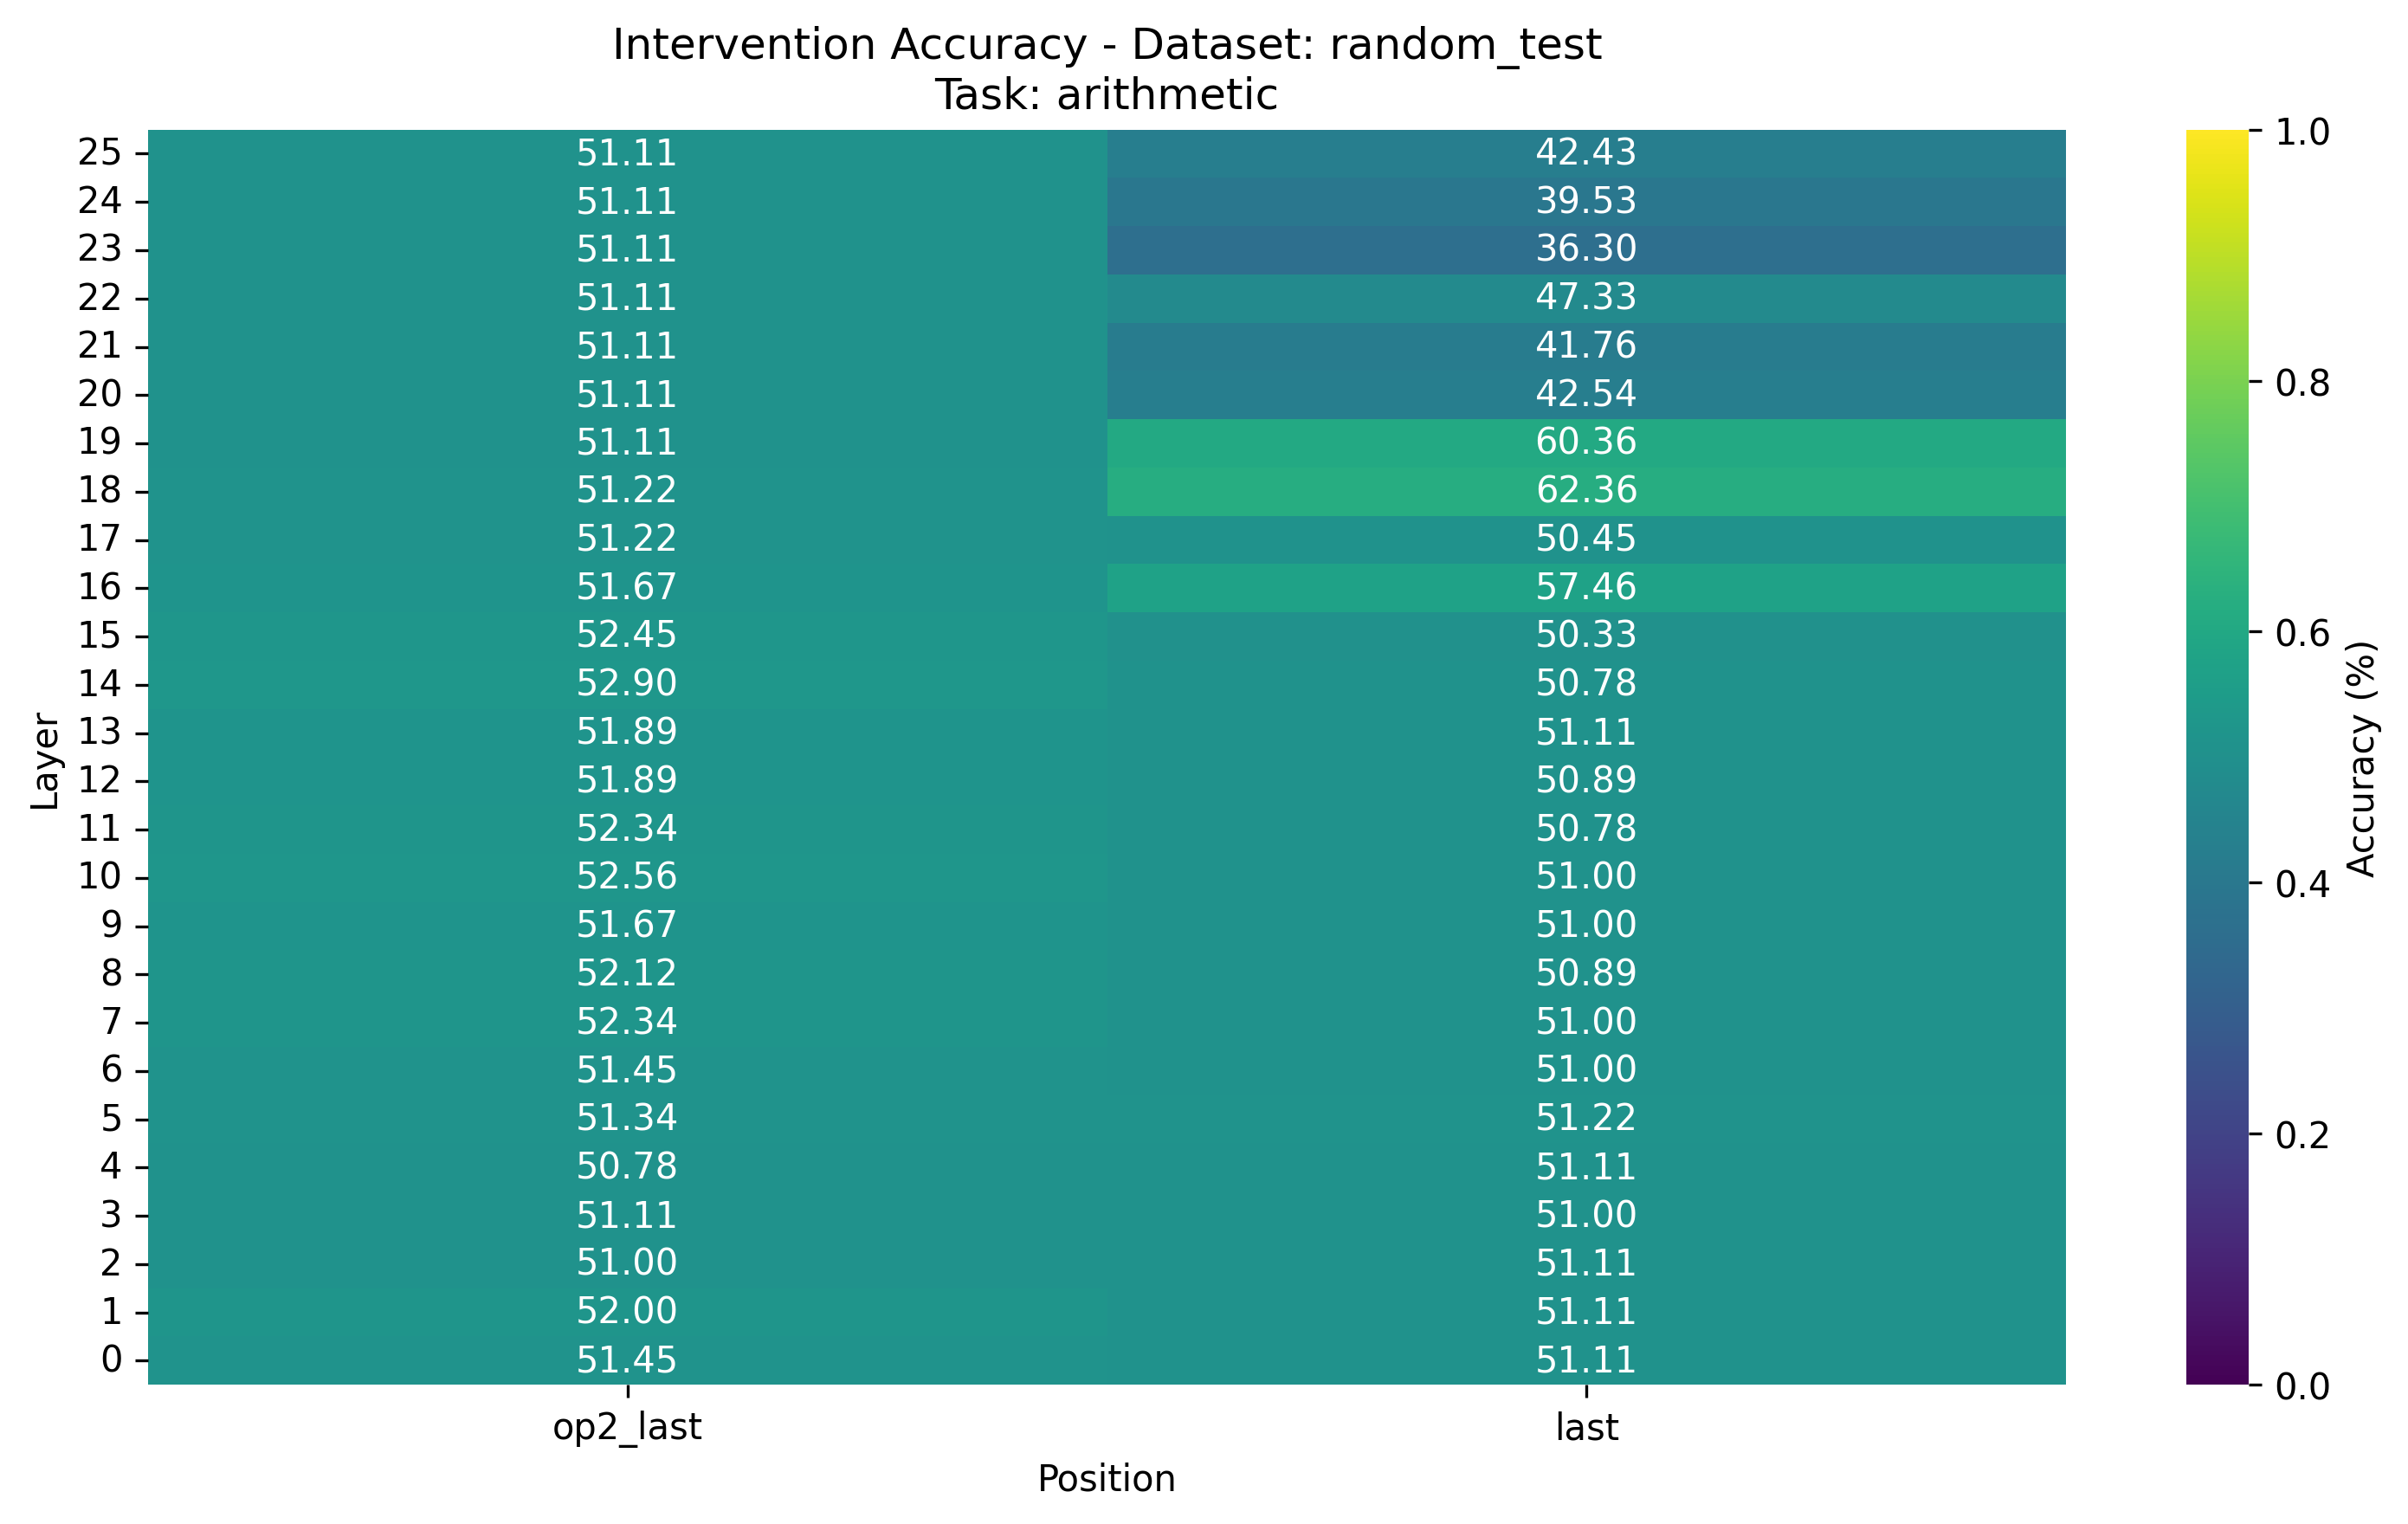 Intervention Accuracy - Dataset: random_test
Task: arithmetic
25 51.11 42.43
24 51.11 39.53
23 51.11 36.30
22 51.11 47.33
21 51.11 41.76
20 51.11 42.54
19 51.11 60.36
18 51.22 62.36
17 51.22 50.45
16 51.67 57.46
15 52.45 50.33
14 52.90 50.78
13 51.89 51.11
12 51.89 50.89
11 52.34 50.78
10 52.56 51.00
9 51.67 51.00
8 52.12 50.89
7 52.34 51.00
6 51.45 51.00
5 51.34 51.22
4 50.78 51.11
3 51.11 51.00
2 51.00 51.11
1 52.00 51.11
0 51.45 51.11
Layer
op2_last last
Position
1.0
0.8
0.6
0.4
0.2
0.0
Accuracy (%)